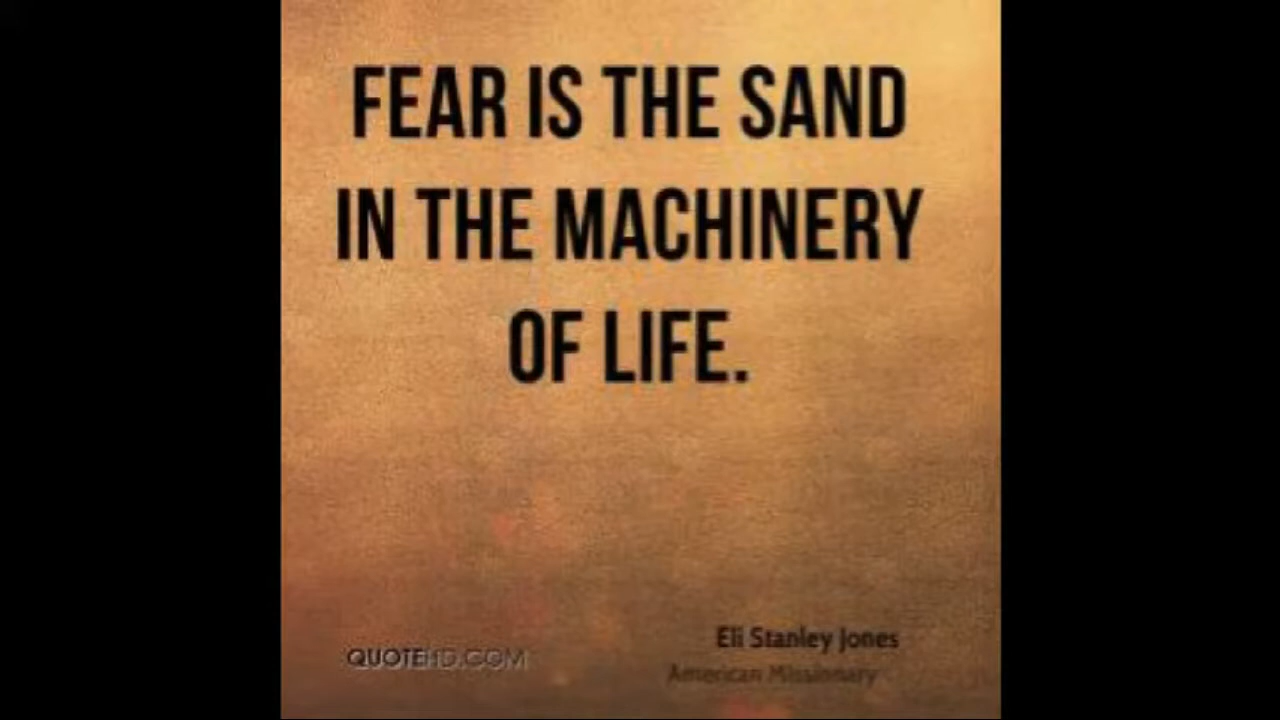 FEAR IS THE SAND
IN THE MACHINERY
OF LIFE.
Eli Stanley Jones
QUOTEHD.COM
American Missionary